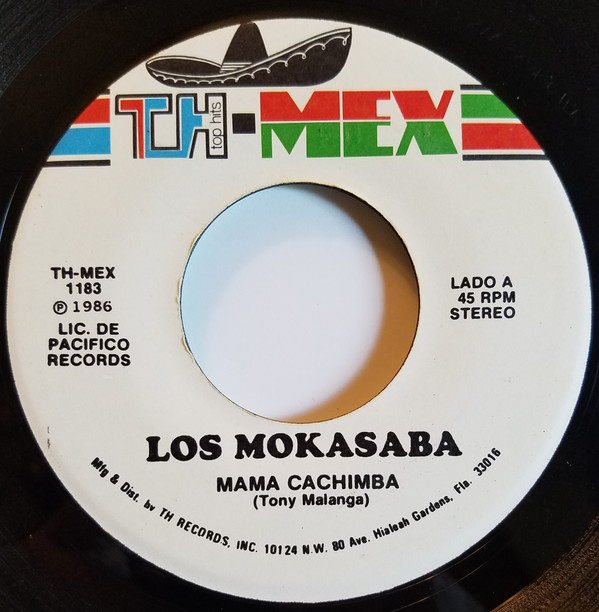 TH top hits-MEX
TH-MEX
1183
℗ 1986
LIC. DE
PACIFICO
RECORDS
LADO A
45 RPM
STEREO
LOS MOKASABA
MAMA CACHIMBA
(Tony Malanga)
Mfg & Dist. by TH RECORDS, INC. 10124 N.W. 80 Ave. Hialeah Gardens, Fla. 33016